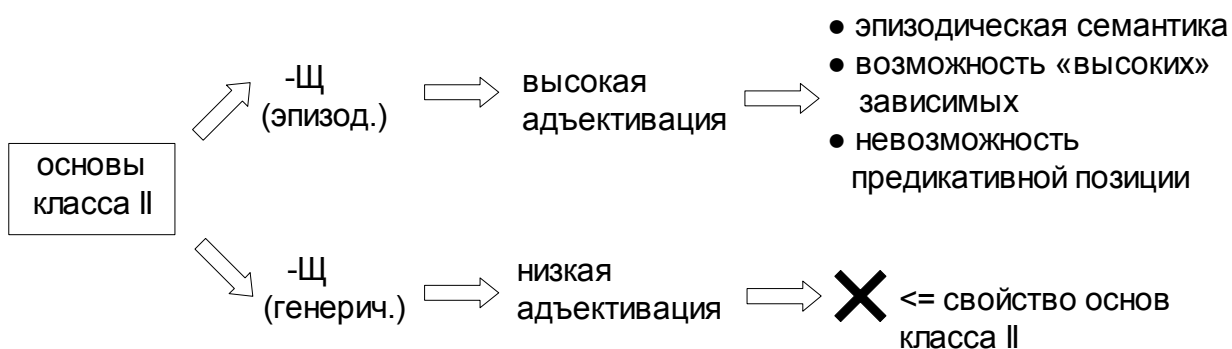 ● эпизодическая семантика
● возможность «высоких»
зависимых
● невозможность
предикативной позиции
-Щ
(эпизод.)
высокая
адъективация
основы
класса II
-Щ
(генерич.)
низкая
адъективация
<= свойство основ
класса II